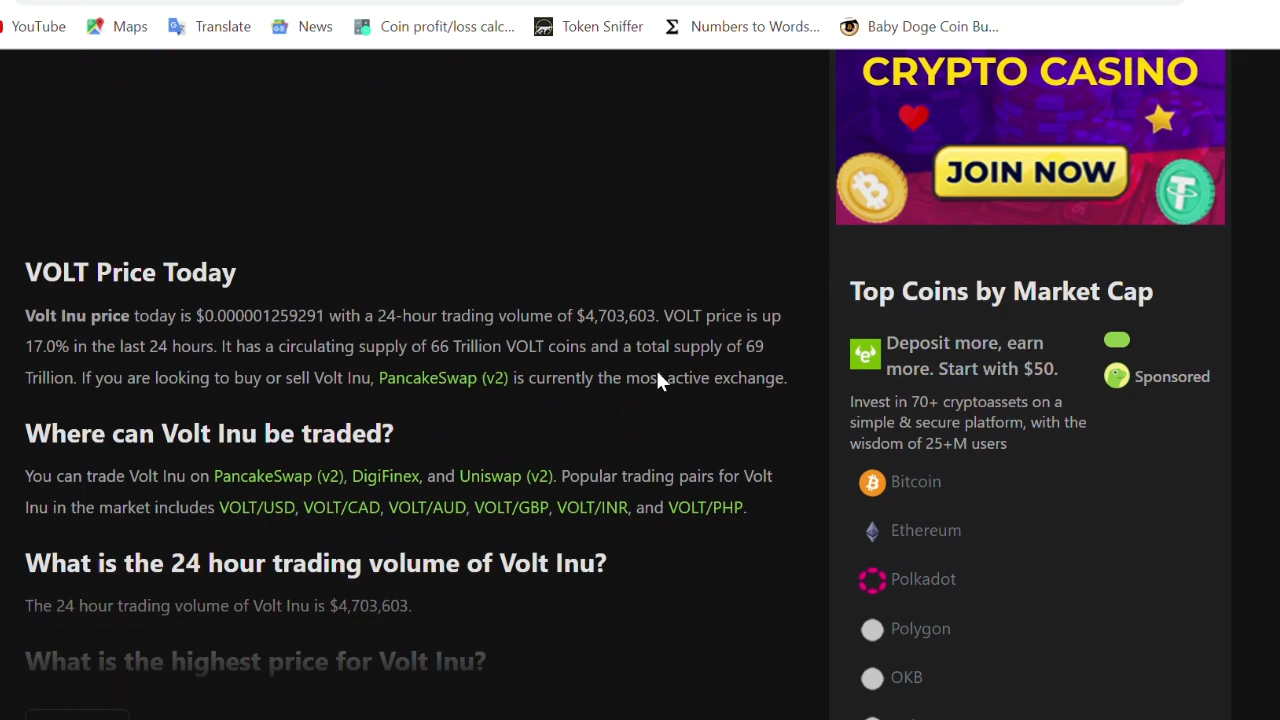 YouTube Maps Translate News Coin profit/loss calc... Token Sniffer Numbers to Words... Baby Doge Coin Bu...
CRYPTO CASINO
JOIN NOW
VOLT Price Today
Volt Inu price today is $0.000001259291 with a 24-hour trading volume of $4,703,603. VOLT price is up
17.0% in the last 24 hours. It has a circulating supply of 66 Trillion VOLT coins and a total supply of 69
Trillion. If you are looking to buy or sell Volt Inu, PancakeSwap (v2) is currently the most active exchange.
Where can Volt Inu be traded?
You can trade Volt Inu on PancakeSwap (v2), DigiFinex, and Uniswap (v2). Popular trading pairs for Volt
Inu in the market includes VOLT/USD, VOLT/CAD, VOLT/AUD, VOLT/GBP, VOLT/INR, and VOLT/PHP.
What is the 24 hour trading volume of Volt Inu?
The 24 hour trading volume of Volt Inu is $4,703,603.
What is the highest price for Volt Inu?
Top Coins by Market Cap
Deposit more, earn
more. Start with $50.
Sponsored
Invest in 70+ cryptoassets on a
simple & secure platform, with the
wisdom of 25+M users
Bitcoin
Ethereum
Polkadot
Polygon
OKB